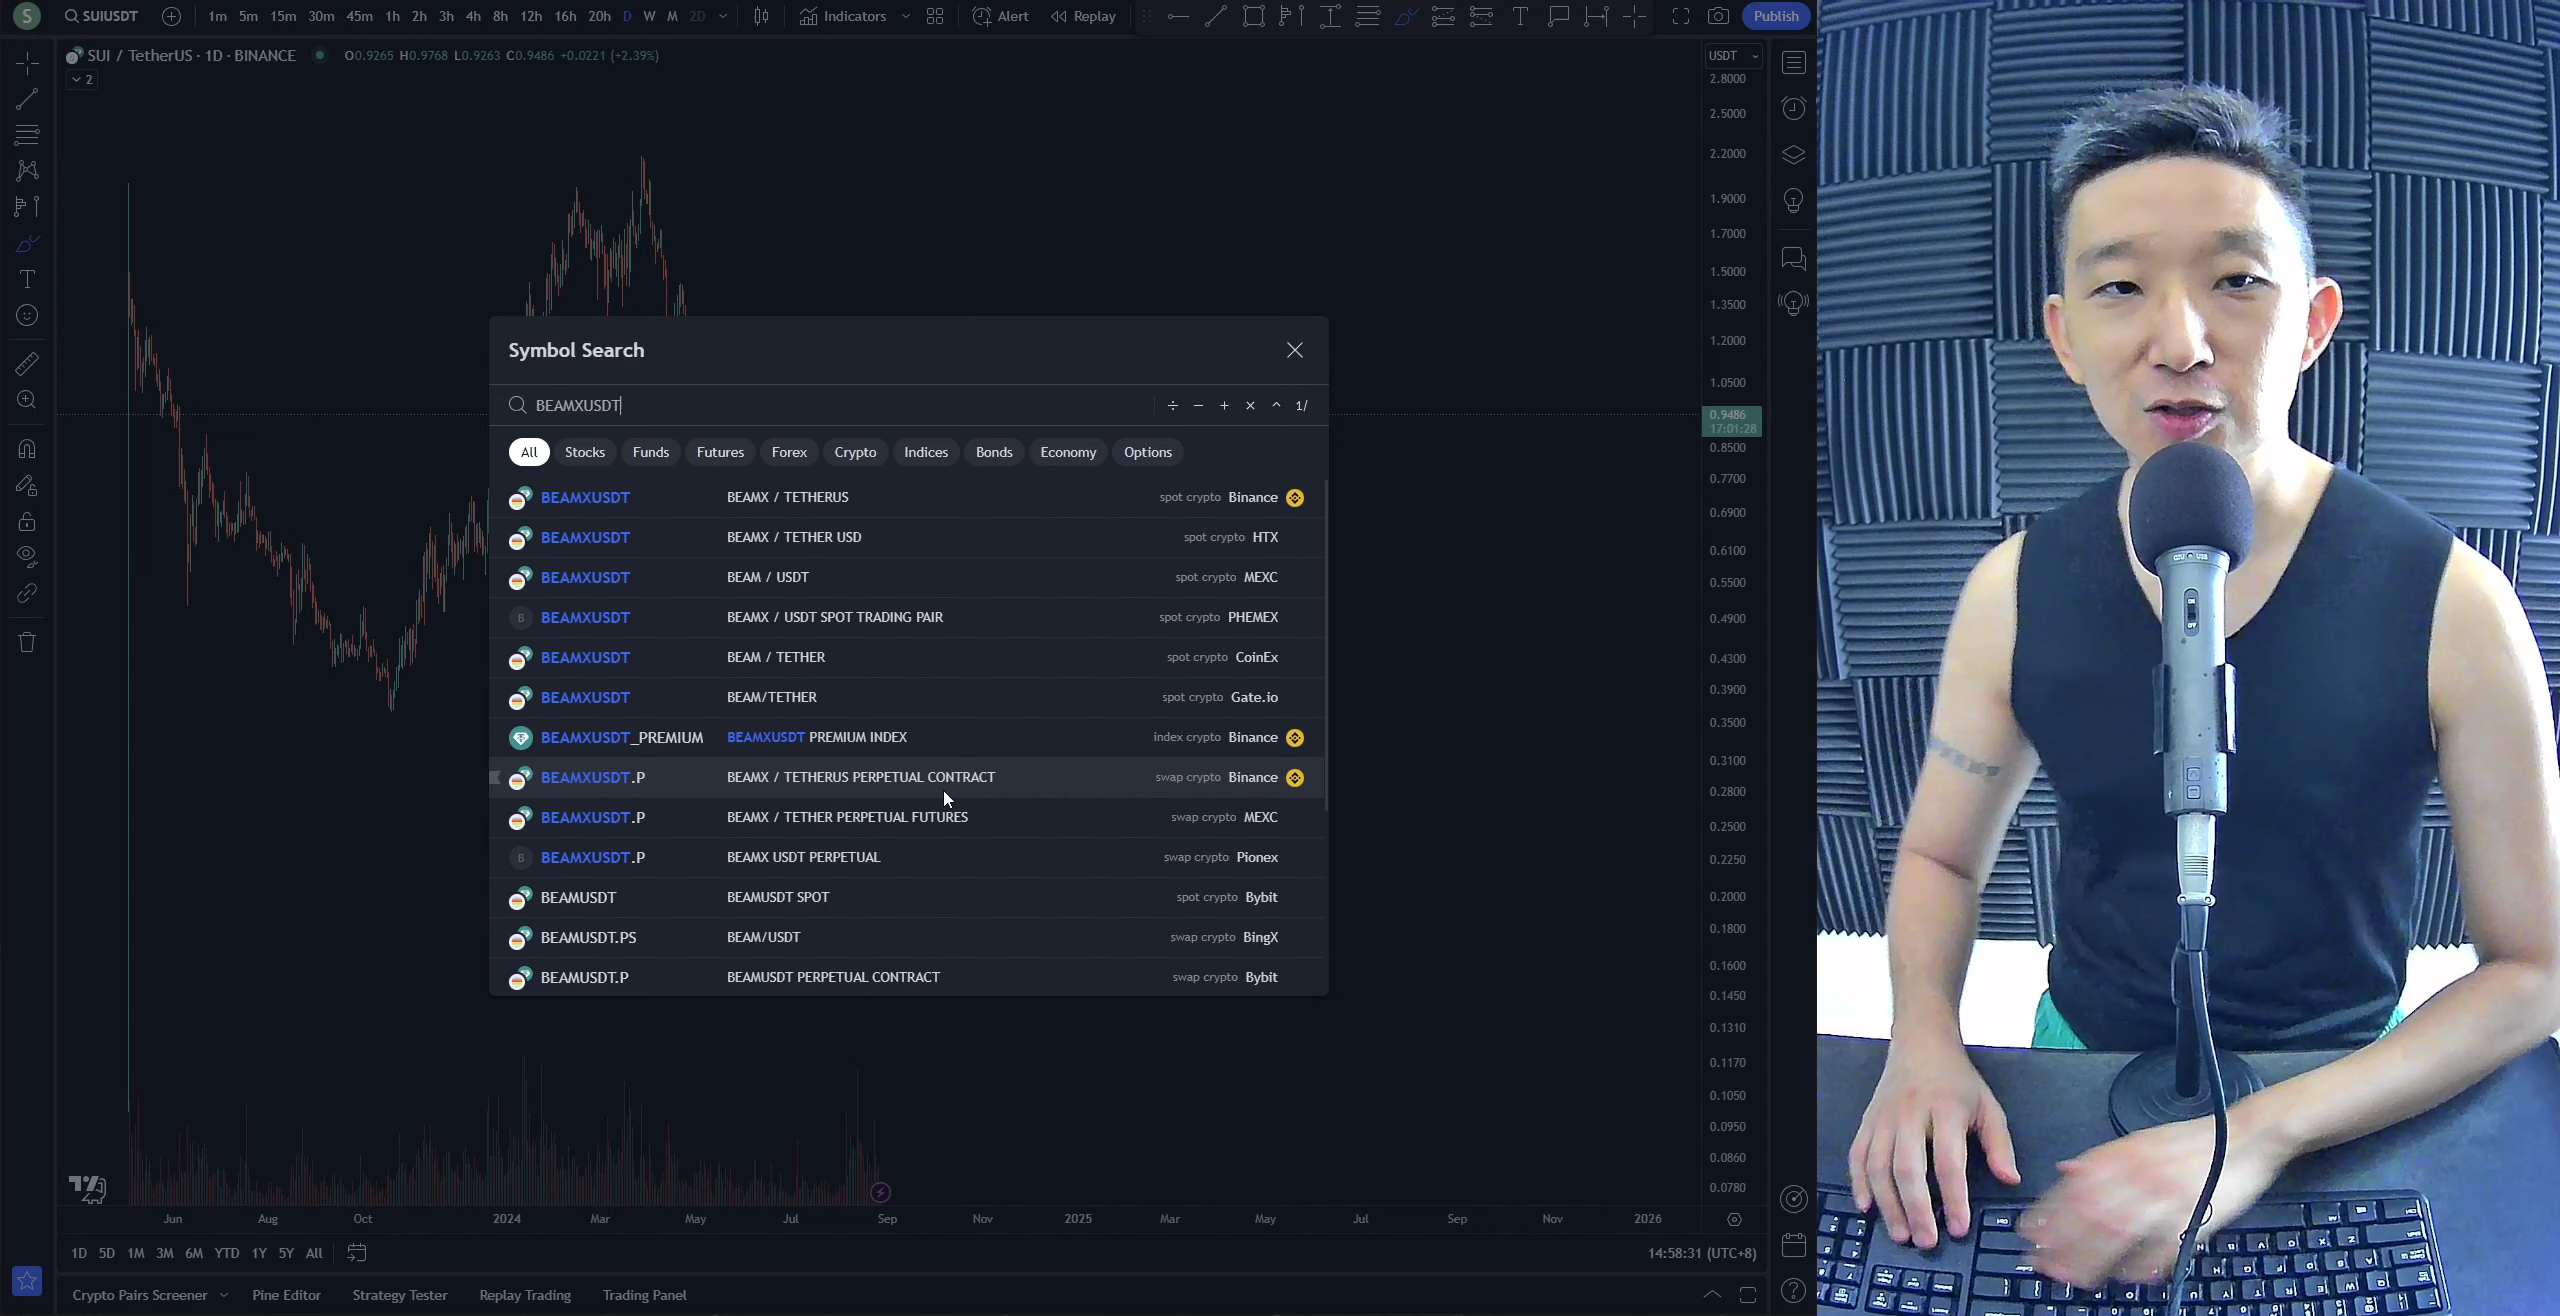 S SUIUSDT 1m 5m 15m 30m 45m 1h 2h 3h 4h 8h 12h 16h 20h D W M 2D Indicators Alert Replay Publish
SUI / TetherUS · 1D · BINANCE O0.9265 H0.9768 L0.9263 C0.9486 +0.0221 (+2.39%)
2
USDT
2.8000
2.5000
2.2000
1.9000
1.7000
1.5000
1.3500
1.2000
1.0500
0.9486
17:01:28
0.8500
0.7700
0.6900
0.6100
0.5500
0.4900
0.4300
0.3900
0.3500
0.3100
0.2800
0.2500
0.2250
0.2000
0.1800
0.1600
0.1450
0.1310
0.1170
0.1050
0.0950
0.0860
0.0780
Symbol Search
BEAMXUSDT ÷ − + × ^ 1/
All Stocks Funds Futures Forex Crypto Indices Bonds Economy Options
BEAMXUSDT BEAMX / TETHERUS spot crypto Binance
BEAMXUSDT BEAMX / TETHER USD spot crypto HTX
BEAMXUSDT BEAM / USDT spot crypto MEXC
B BEAMXUSDT BEAMX / USDT SPOT TRADING PAIR spot crypto PHEMEX
BEAMXUSDT BEAM / TETHER spot crypto CoinEx
BEAMXUSDT BEAM/TETHER spot crypto Gate.io
BEAMXUSDT_PREMIUM BEAMXUSDT PREMIUM INDEX index crypto Binance
BEAMXUSDT.P BEAMX / TETHERUS PERPETUAL CONTRACT swap crypto Binance
BEAMXUSDT.P BEAMX / TETHER PERPETUAL FUTURES swap crypto MEXC
B BEAMXUSDT.P BEAMX USDT PERPETUAL swap crypto Pionex
BEAMUSDT BEAMUSDT SPOT spot crypto Bybit
BEAMUSDT.PS BEAM/USDT swap crypto BingX
BEAMUSDT.P BEAMUSDT PERPETUAL CONTRACT swap crypto Bybit
Jun Aug Oct 2024 Mar May Jul Sep Nov 2025 Mar May Jul Sep Nov 2026
1D 5D 1M 3M 6M YTD 1Y 5Y All 14:58:31 (UTC+8)
Crypto Pairs Screener Pine Editor Strategy Tester Replay Trading Trading Panel